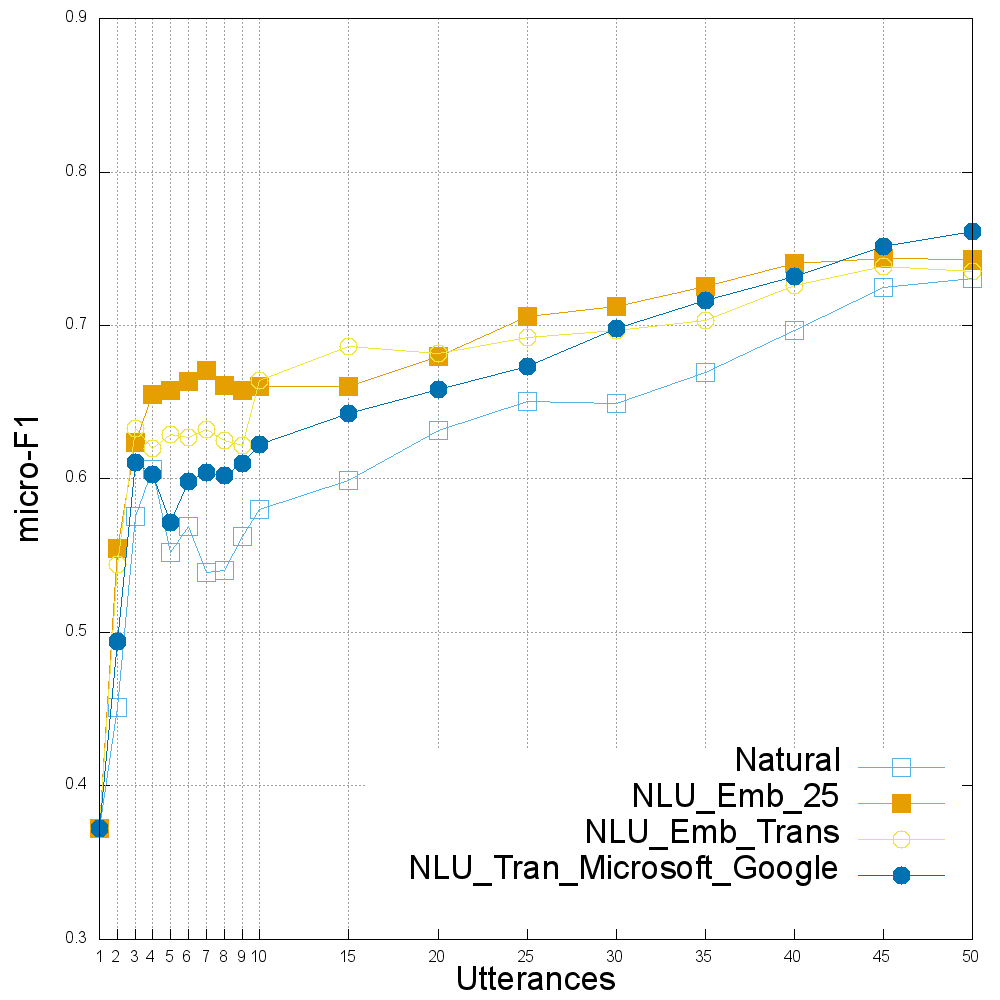 0.9
0.8
0.7
0.6
0.5
0.4
0.3
micro-F1
Natural
NLU_Emb_25
NLU_Emb_Trans
NLU_Tran_Microsoft_Google
1 2 3 4 5 6 7 8 9 10 15 20 25 30 35 40 45 50
Utterances